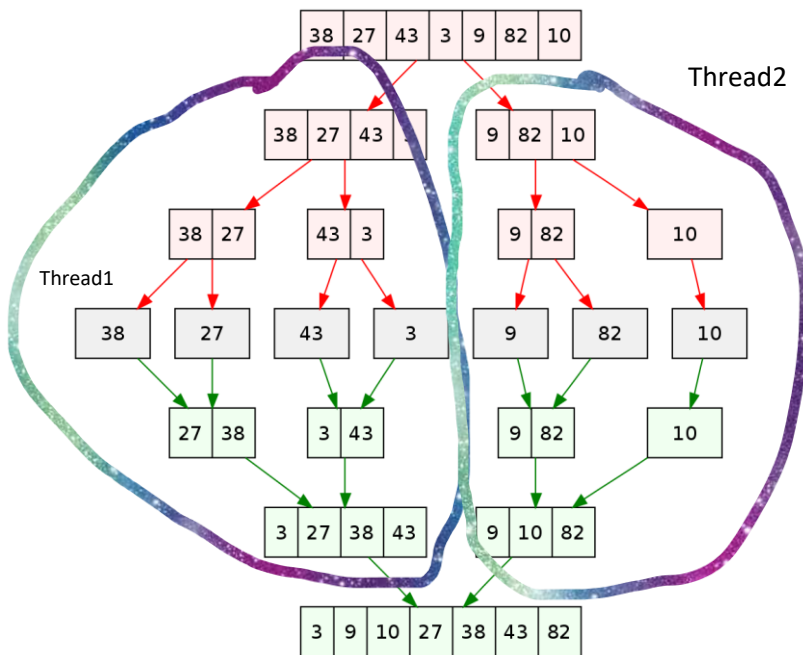 38 27 43 3 9 82 10
Thread2
38 27 43 3 9 82 10
38 27 43 3 9 82 10
Thread1
38 27 43 3 9 82 10
27 38 3 43 9 82 10
3 27 38 43 9 10 82
3 9 10 27 38 43 82